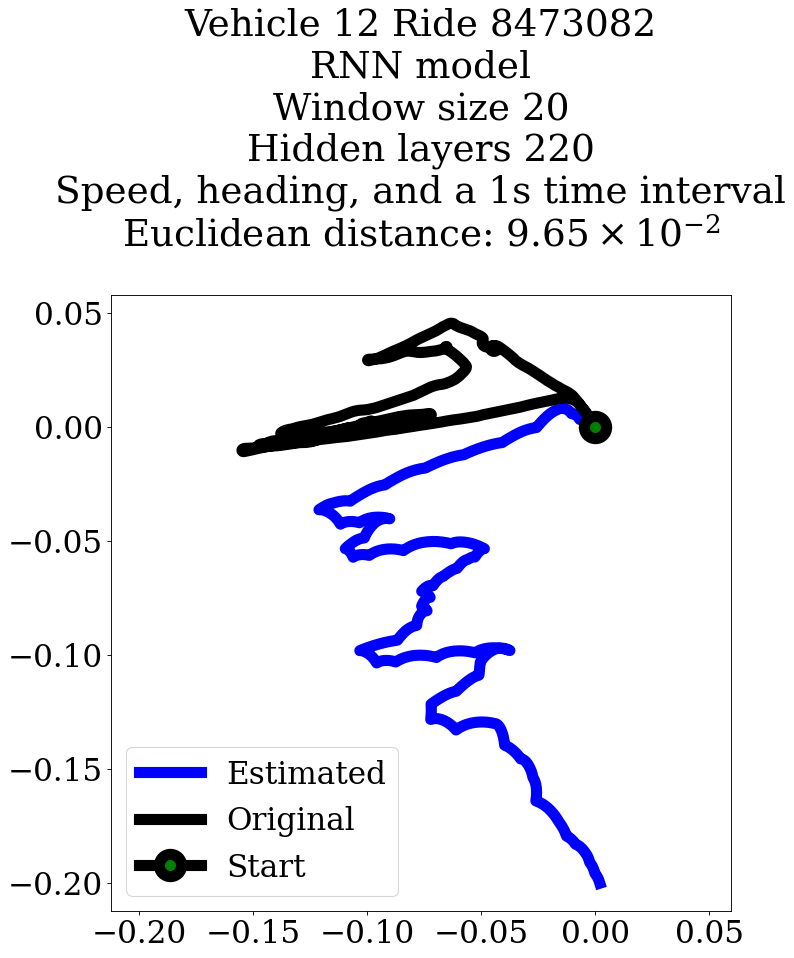 Vehicle 12 Ride 8473082
RNN model
Window size 20
Hidden layers 220
Speed, heading, and a 1s time interval
Euclidean distance: 9.65 × 10⁻²
0.05
0.00
−0.05
−0.10
−0.15
−0.20
Estimated
Original
Start
−0.20 −0.15 −0.10 −0.05 0.00 0.05